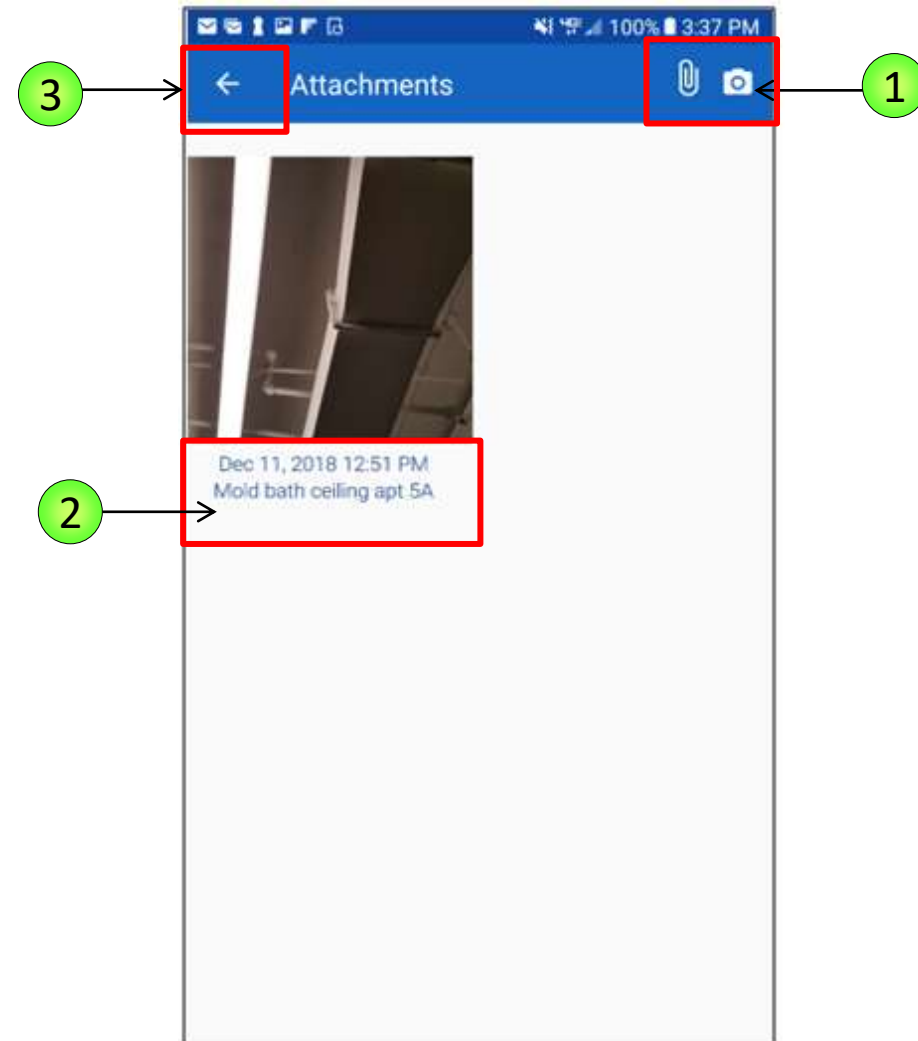 100% 3:37 PM
3
Attachments
1
Dec 11, 2018 12:51 PM
Mold bath ceiling apt 5A
2